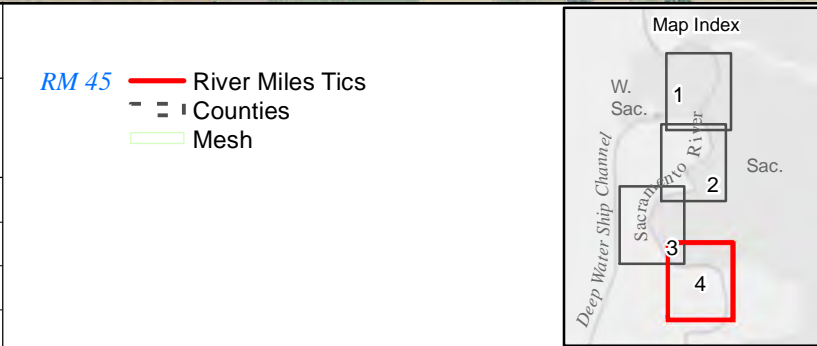 RM 45 River Miles Tics
Counties
Mesh
Map Index
1
W.
Sac.
Sacramento River
Deep Water Ship Channel
Sac.
2
3
4